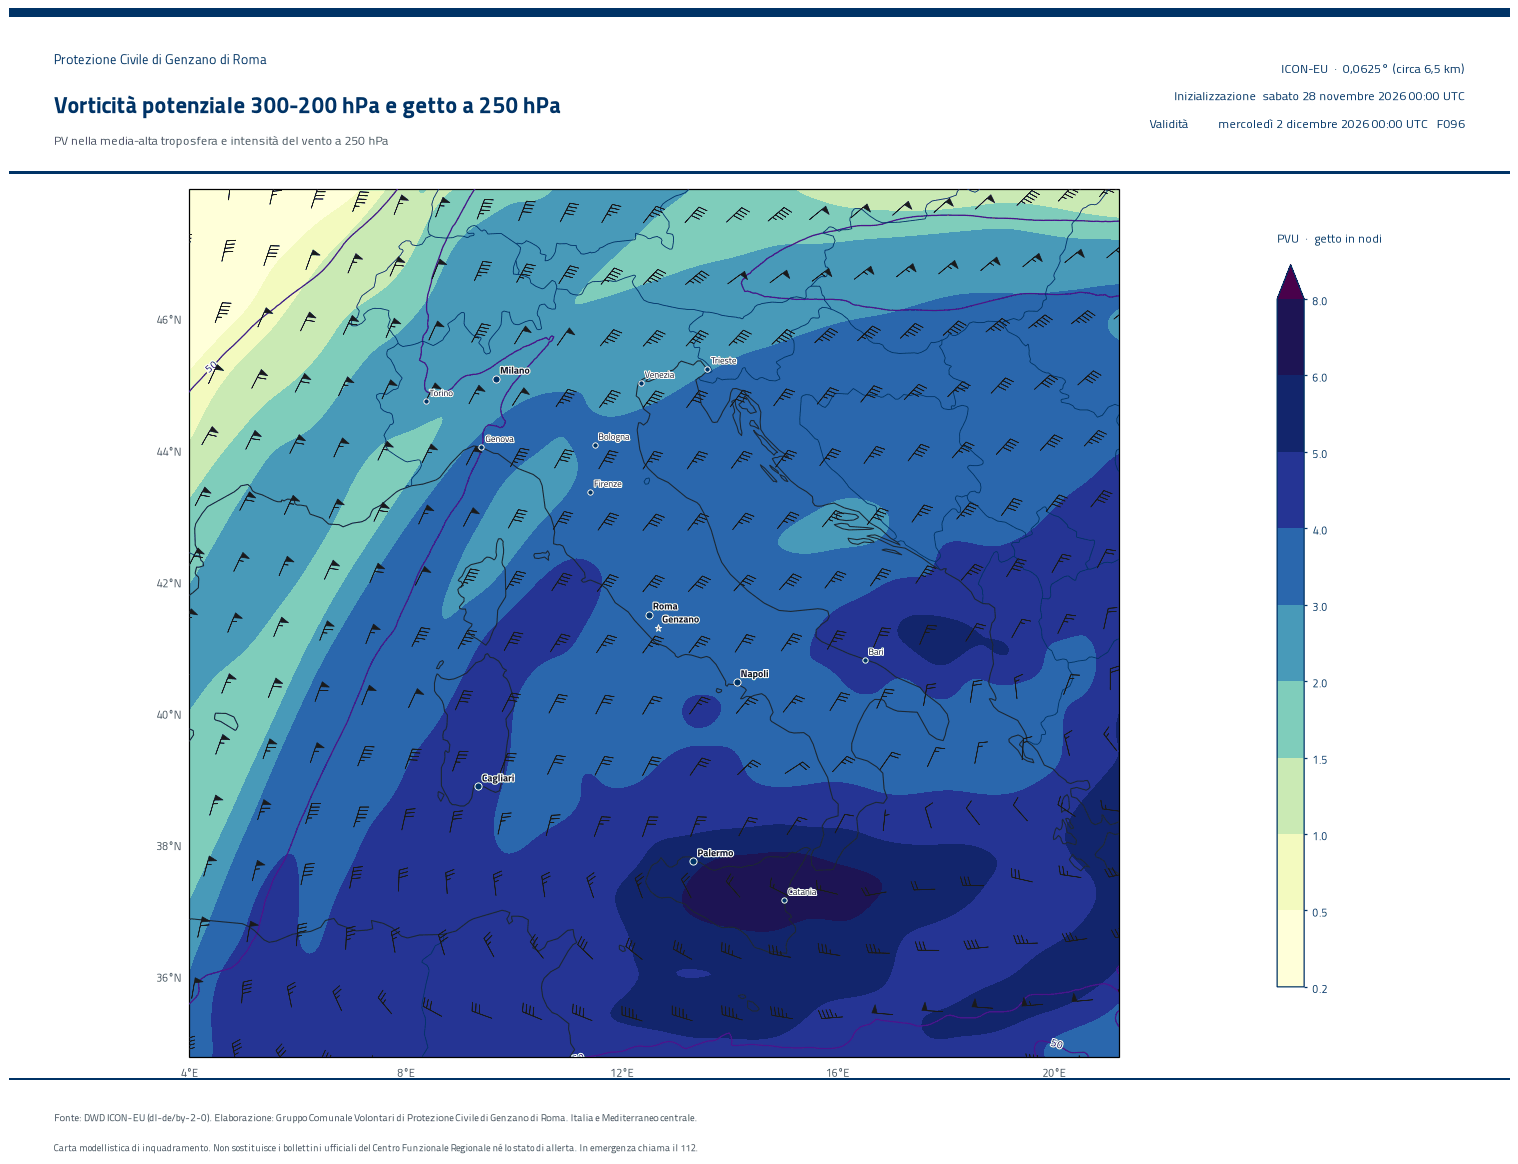 Protezione Civile di Genzano di Roma
Vorticità potenziale 300-200 hPa e getto a 250 hPa
PV nella media-alta troposfera e intensità del vento a 250 hPa
ICON-EU · 0,0625° (circa 6,5 km)
Inizializzazione sabato 28 novembre 2026 00:00 UTC
Validità mercoledì 2 dicembre 2026 00:00 UTC F096
PVU · getto in nodi
8.0
6.0
5.0
4.0
3.0
2.0
1.5
1.0
0.5
0.2
46°N
44°N
42°N
40°N
38°N
36°N
4°E
8°E
12°E
16°E
20°E
50
Trieste
Milano
Venezia
Torino
Genova
Bologna
Firenze
Roma
Genzano
Bari
Napoli
Cagliari
Palermo
Catania
50
Fonte: DWD ICON-EU (dl-de/by-2-0). Elaborazione: Gruppo Comunale Volontari di Protezione Civile di Genzano di Roma. Italia e Mediterraneo centrale.
Carta modellistica di inquadramento. Non sostituisce i bollettini ufficiali del Centro Funzionale Regionale né lo stato di allerta. In emergenza chiama il 112.